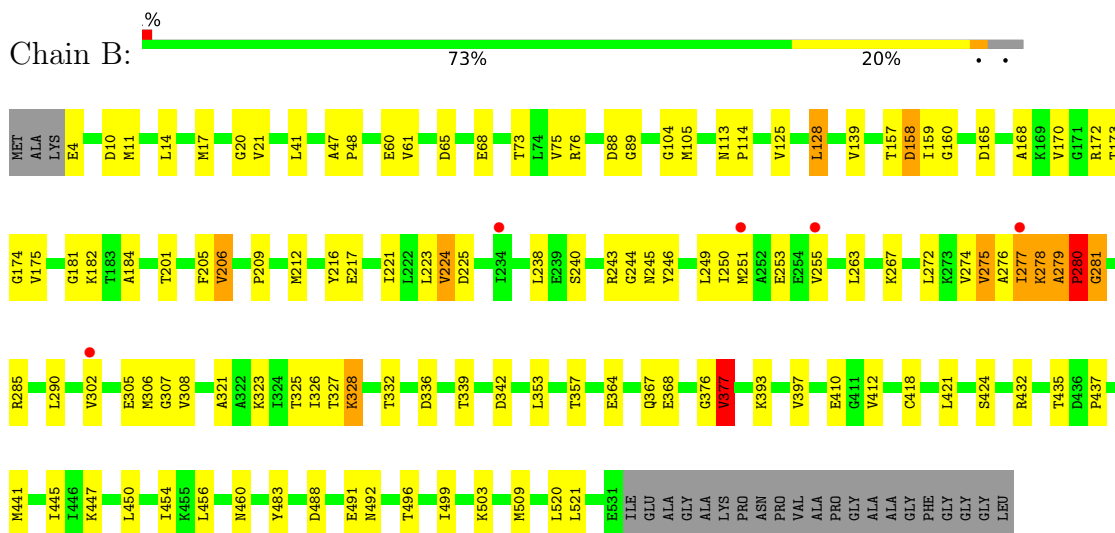 %
Chain B:
73% 20% • •
MET ALA LYS E4 D10 M11 L14 M17 G20 V21 L41 A47 P48 E60 V61 D65 E68 T73 L74 V75 R76 D88 G89 G104 M105 N113 P114 V125 L128 V139 T157 D158 I159 G160 D165 A168 K169 V170 G171 R172 T173
G174 V175 G181 K182 T183 A184 T201 F205 V206 P209 M212 Y216 E217 I221 L222 L223 V224 D225 I234 L238 E239 S240 R243 G244 N245 Y246 L249 I250 M251 A252 E253 E254 V255 L263 K267 L272 K273 V274 V275 A276 I277 K278 A279 P280 G281
R285 L290 V302 E305 M306 G307 V308 A321 A322 K323 I324 T325 I326 T327 K328 T332 D336 T339 D342 L353 T357 E364 Q367 E368 G376 V377 K393 V397 E410 G411 V412 C418 L421 S424 R432 T435 D436 P437
M441 I445 I446 K447 L450 I454 K455 L456 N460 Y483 D488 E491 N492 T496 I499 K503 M509 L520 L521 E531 ILE GLU ALA GLY ALA ALA LYS PRO ASN PRO VAL ALA PRO GLY ALA ALA GLY PHE GLY GLY GLY LEU